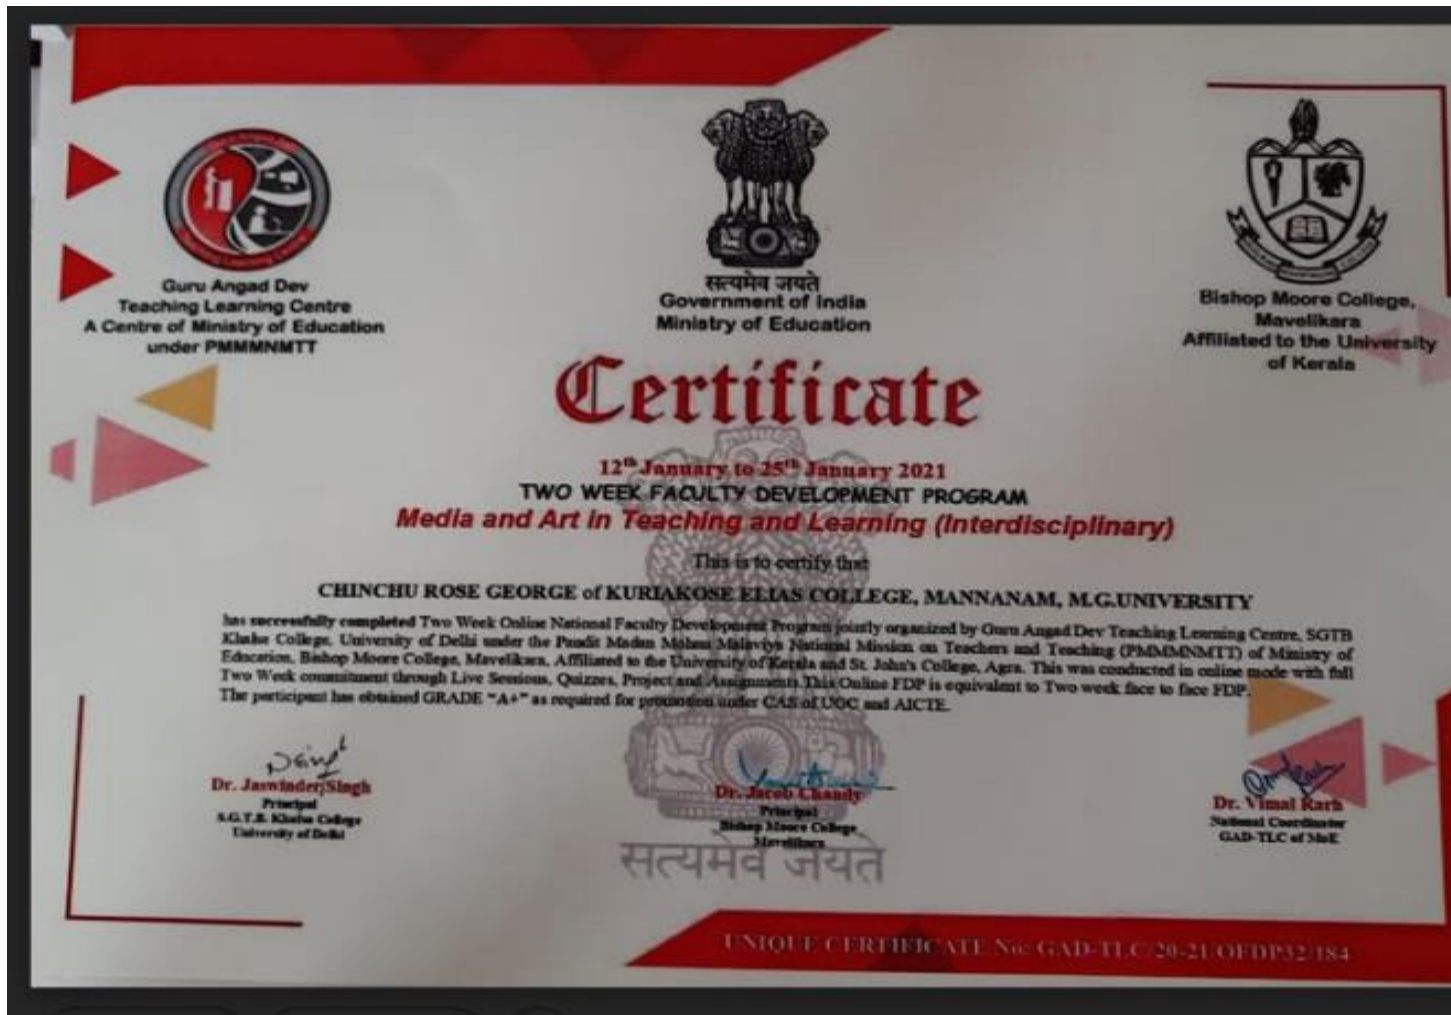 Guru Angad Dev
Teaching Learning Centre
A Centre of Ministry of Education
under PMMMNMTT
सत्यमेव जयते
Government of India
Ministry of Education
Bishop Moore College,
Mavelikara
Affiliated to the University
of Kerala
Certificate
12th January to 25th January 2021
TWO WEEK FACULTY DEVELOPMENT PROGRAM
Media and Art in Teaching and Learning (Interdisciplinary)
This is to certify that
CHINCHU ROSE GEORGE of KURIAKOSE ELIAS COLLEGE, MANNANAM, M.G.UNIVERSITY
has successfully completed Two Week Online National Faculty Development Program jointly organized by Guru Angad Dev Teaching Learning Centre, SGTB
Khalsa College, University of Delhi under the Pandit Madan Mohan Malaviya National Mission on Teachers and Teaching (PMMMNMTT) of Ministry of
Education, Bishop Moore College, Mavelikara, Affiliated to the University of Kerala and St. John's College, Agra. This was conducted in online mode with full
Two Week commitment through Live Sessions, Quizzes, Project and Assignments.This Online FDP is equivalent to Two week face to face FDP.
The participant has obtained GRADE "A+" as required for promotion under CAS of UGC and AICTE.
Dr. Jaswinder Singh
Principal
S.G.T.B. Khalsa College
University of Delhi
Dr. Jacob Chandy
Principal
Bishop Moore College
Mavelikara
Dr. Vimal Rarh
National Coordinator
GAD-TLC of MoE
सत्यमेव जयते
UNIQUE CERTIFICATE No: GAD-TLC/20-21/OFDP32/184